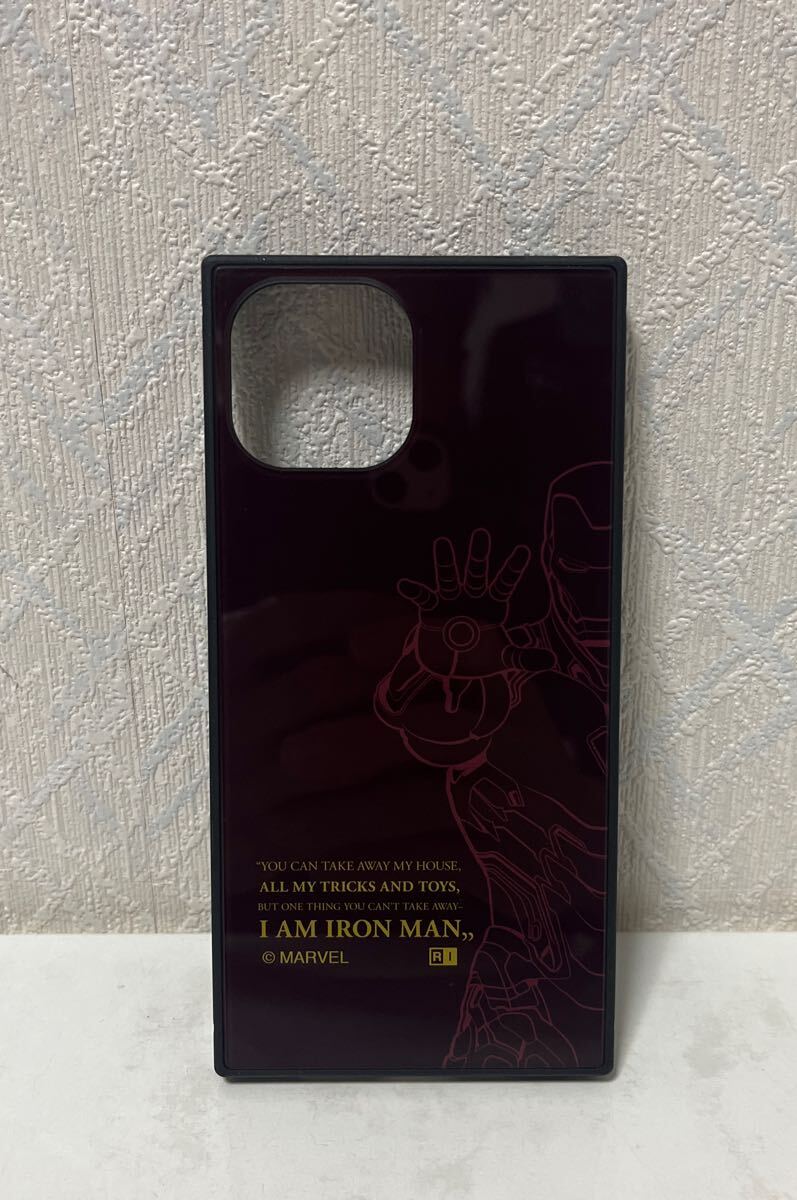 “YOU CAN TAKE AWAY MY HOUSE,
ALL MY TRICKS AND TOYS,
BUT ONE THING YOU CAN'T TAKE AWAY–
I AM IRON MAN„
© MARVEL R I